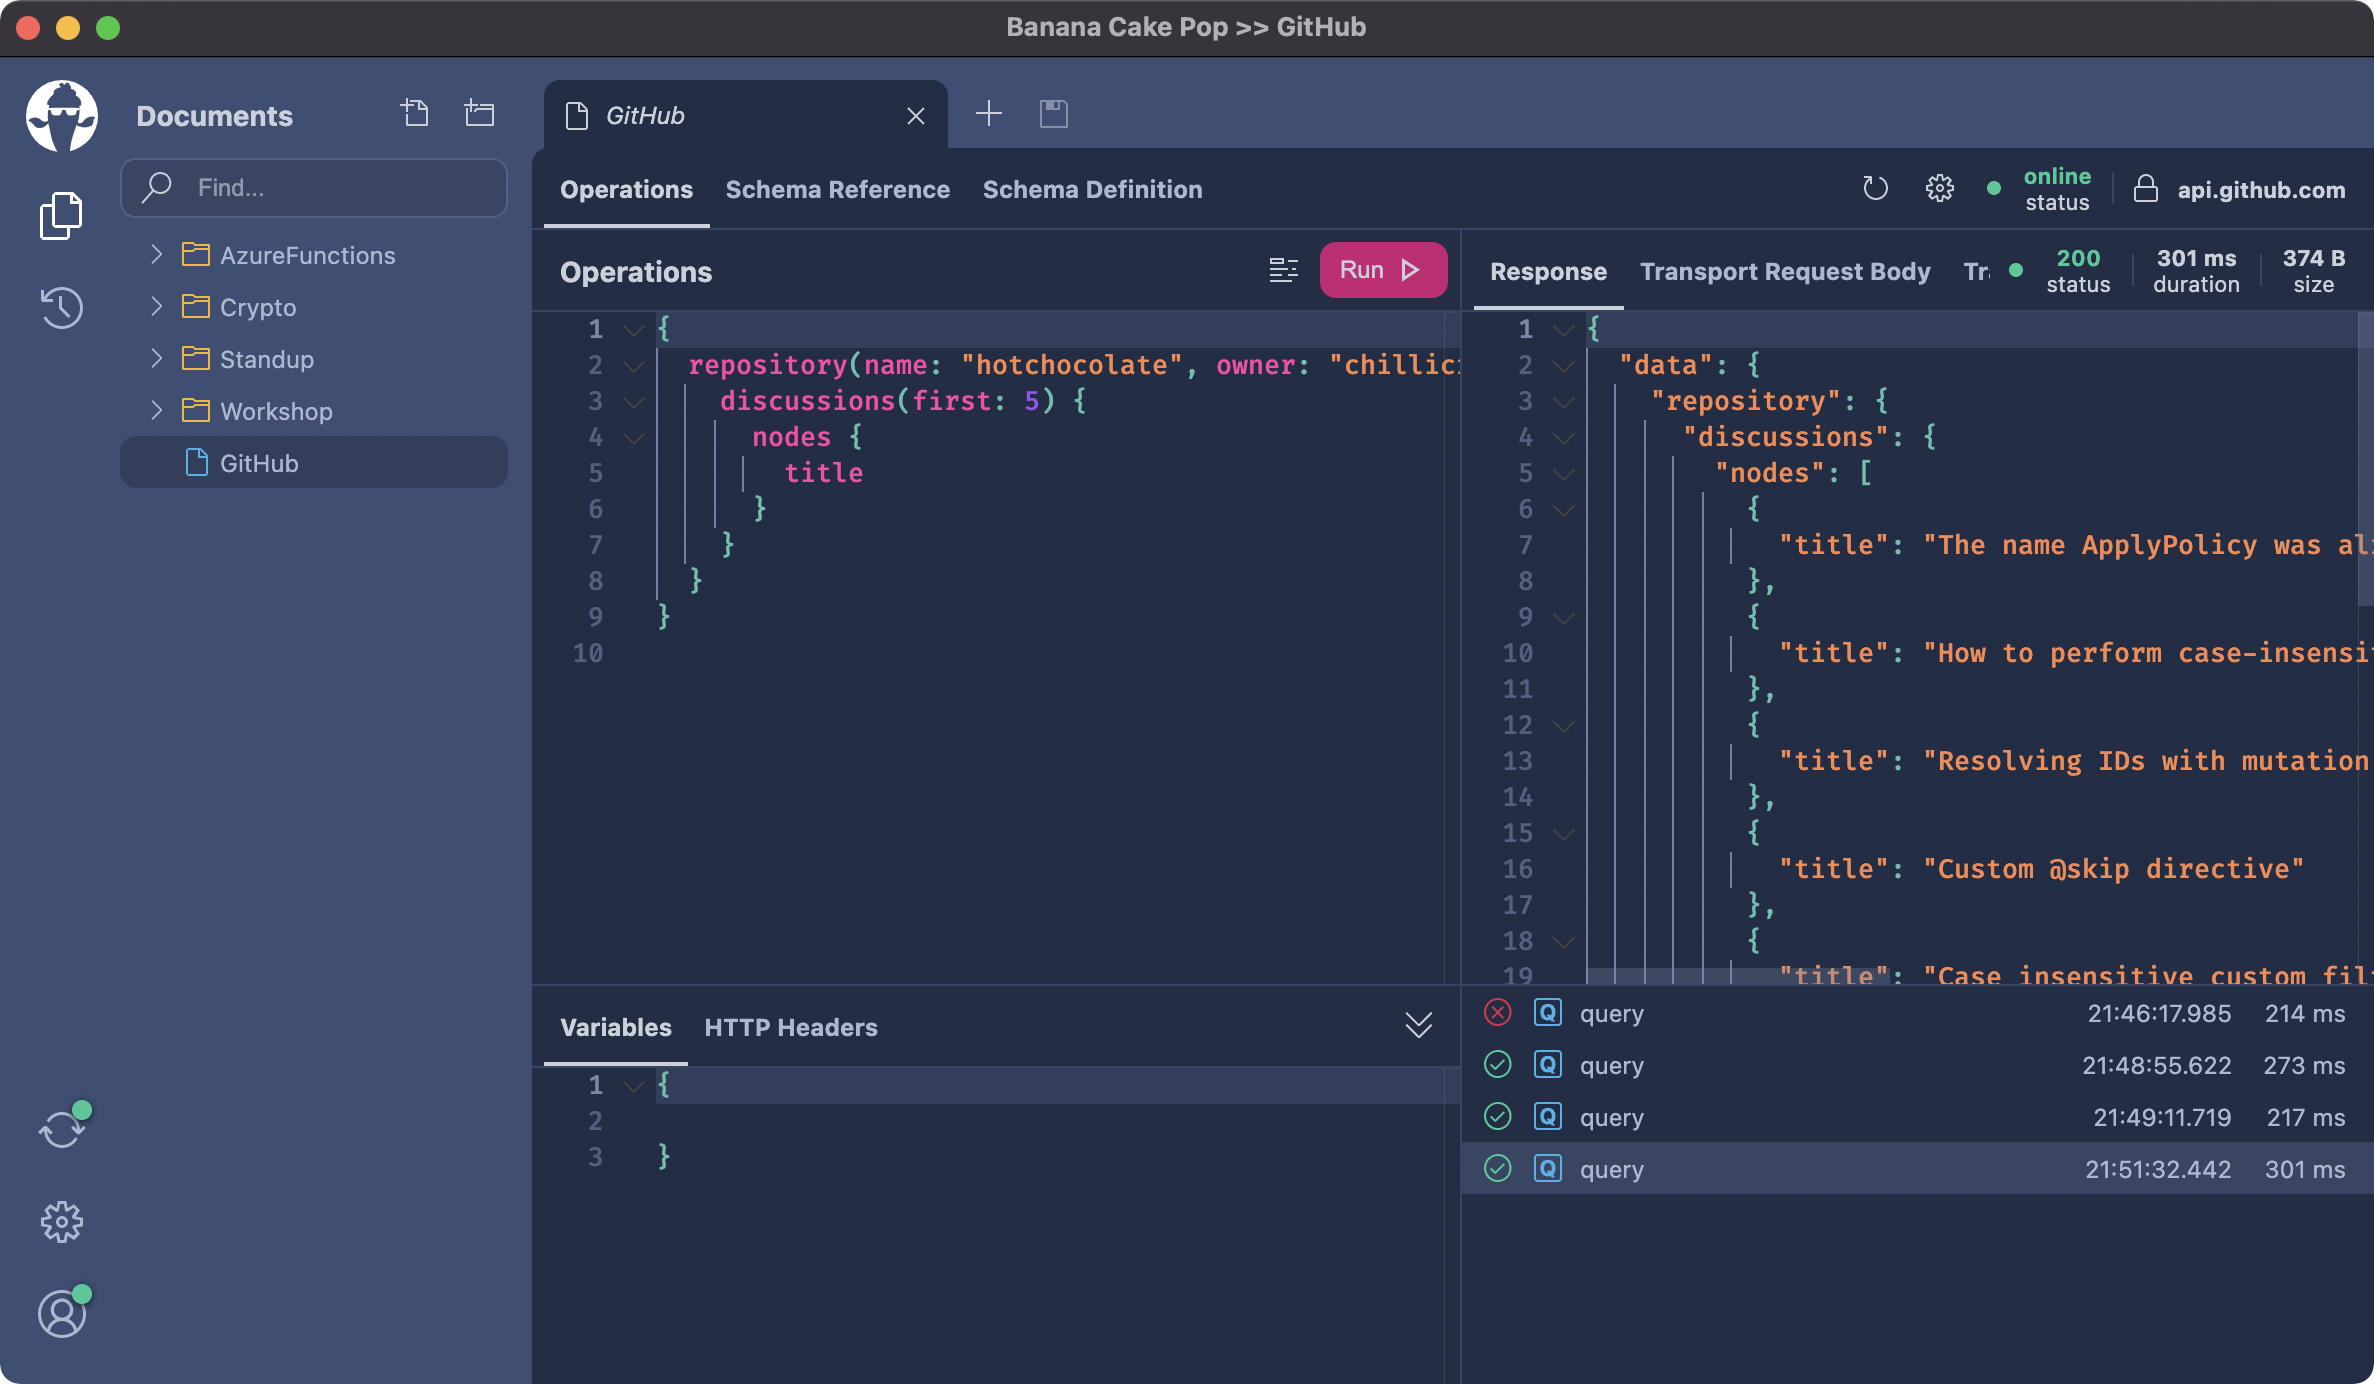 Banana Cake Pop >> GitHub
Documents
Find...
AzureFunctions
Crypto
Standup
Workshop
GitHub
GitHub
Operations Schema Reference Schema Definition
online
status
api.github.com
Operations
Run
1 {
2 repository(name: "hotchocolate", owner: "chillic
3 discussions(first: 5) {
4 nodes {
5 title
6 }
7 }
8 }
9 }
10
Variables HTTP Headers
1 {
2
3 }
Response Transport Request Body Tr
200
status
301 ms
duration
374 B
size
1 {
2 "data": {
3 "repository": {
4 "discussions": {
5 "nodes": [
6 {
7 "title": "The name ApplyPolicy was al
8 },
9 {
10 "title": "How to perform case-insensi
11 },
12 {
13 "title": "Resolving IDs with mutation
14 },
15 {
16 "title": "Custom @skip directive"
17 },
18 {
19 "title": "Case insensitive custom fil
Q query 21:46:17.985 214 ms
Q query 21:48:55.622 273 ms
Q query 21:49:11.719 217 ms
Q query 21:51:32.442 301 ms